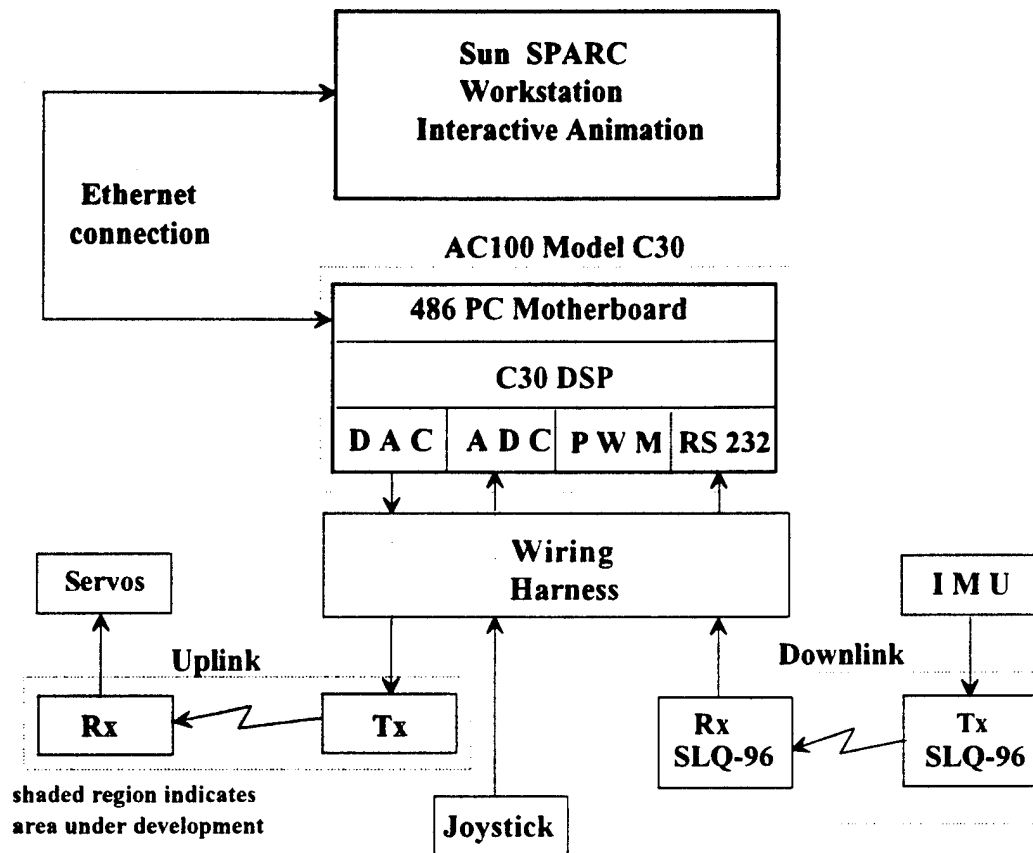 Sun SPARC
Workstation
Interactive Animation
Ethernet
connection
AC100 Model C30
486 PC Motherboard
C30 DSP
D A C
A D C
P W M
RS 232
Wiring
Harness
Servos
I M U
Uplink
Downlink
Rx
Tx
Rx
SLQ-96
Tx
SLQ-96
shaded region indicates
area under development
Joystick